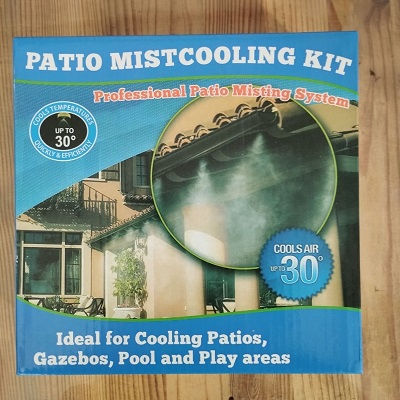 PATIO MISTCOOLING KIT
Professional Patio Misting System
COOLS TEMPERATURES
UP TO
30°
QUICKLY & EFFICIENTLY
COOLS AIR
UP TO 30°
Ideal for Cooling Patios,
Gazebos, Pool and Play areas